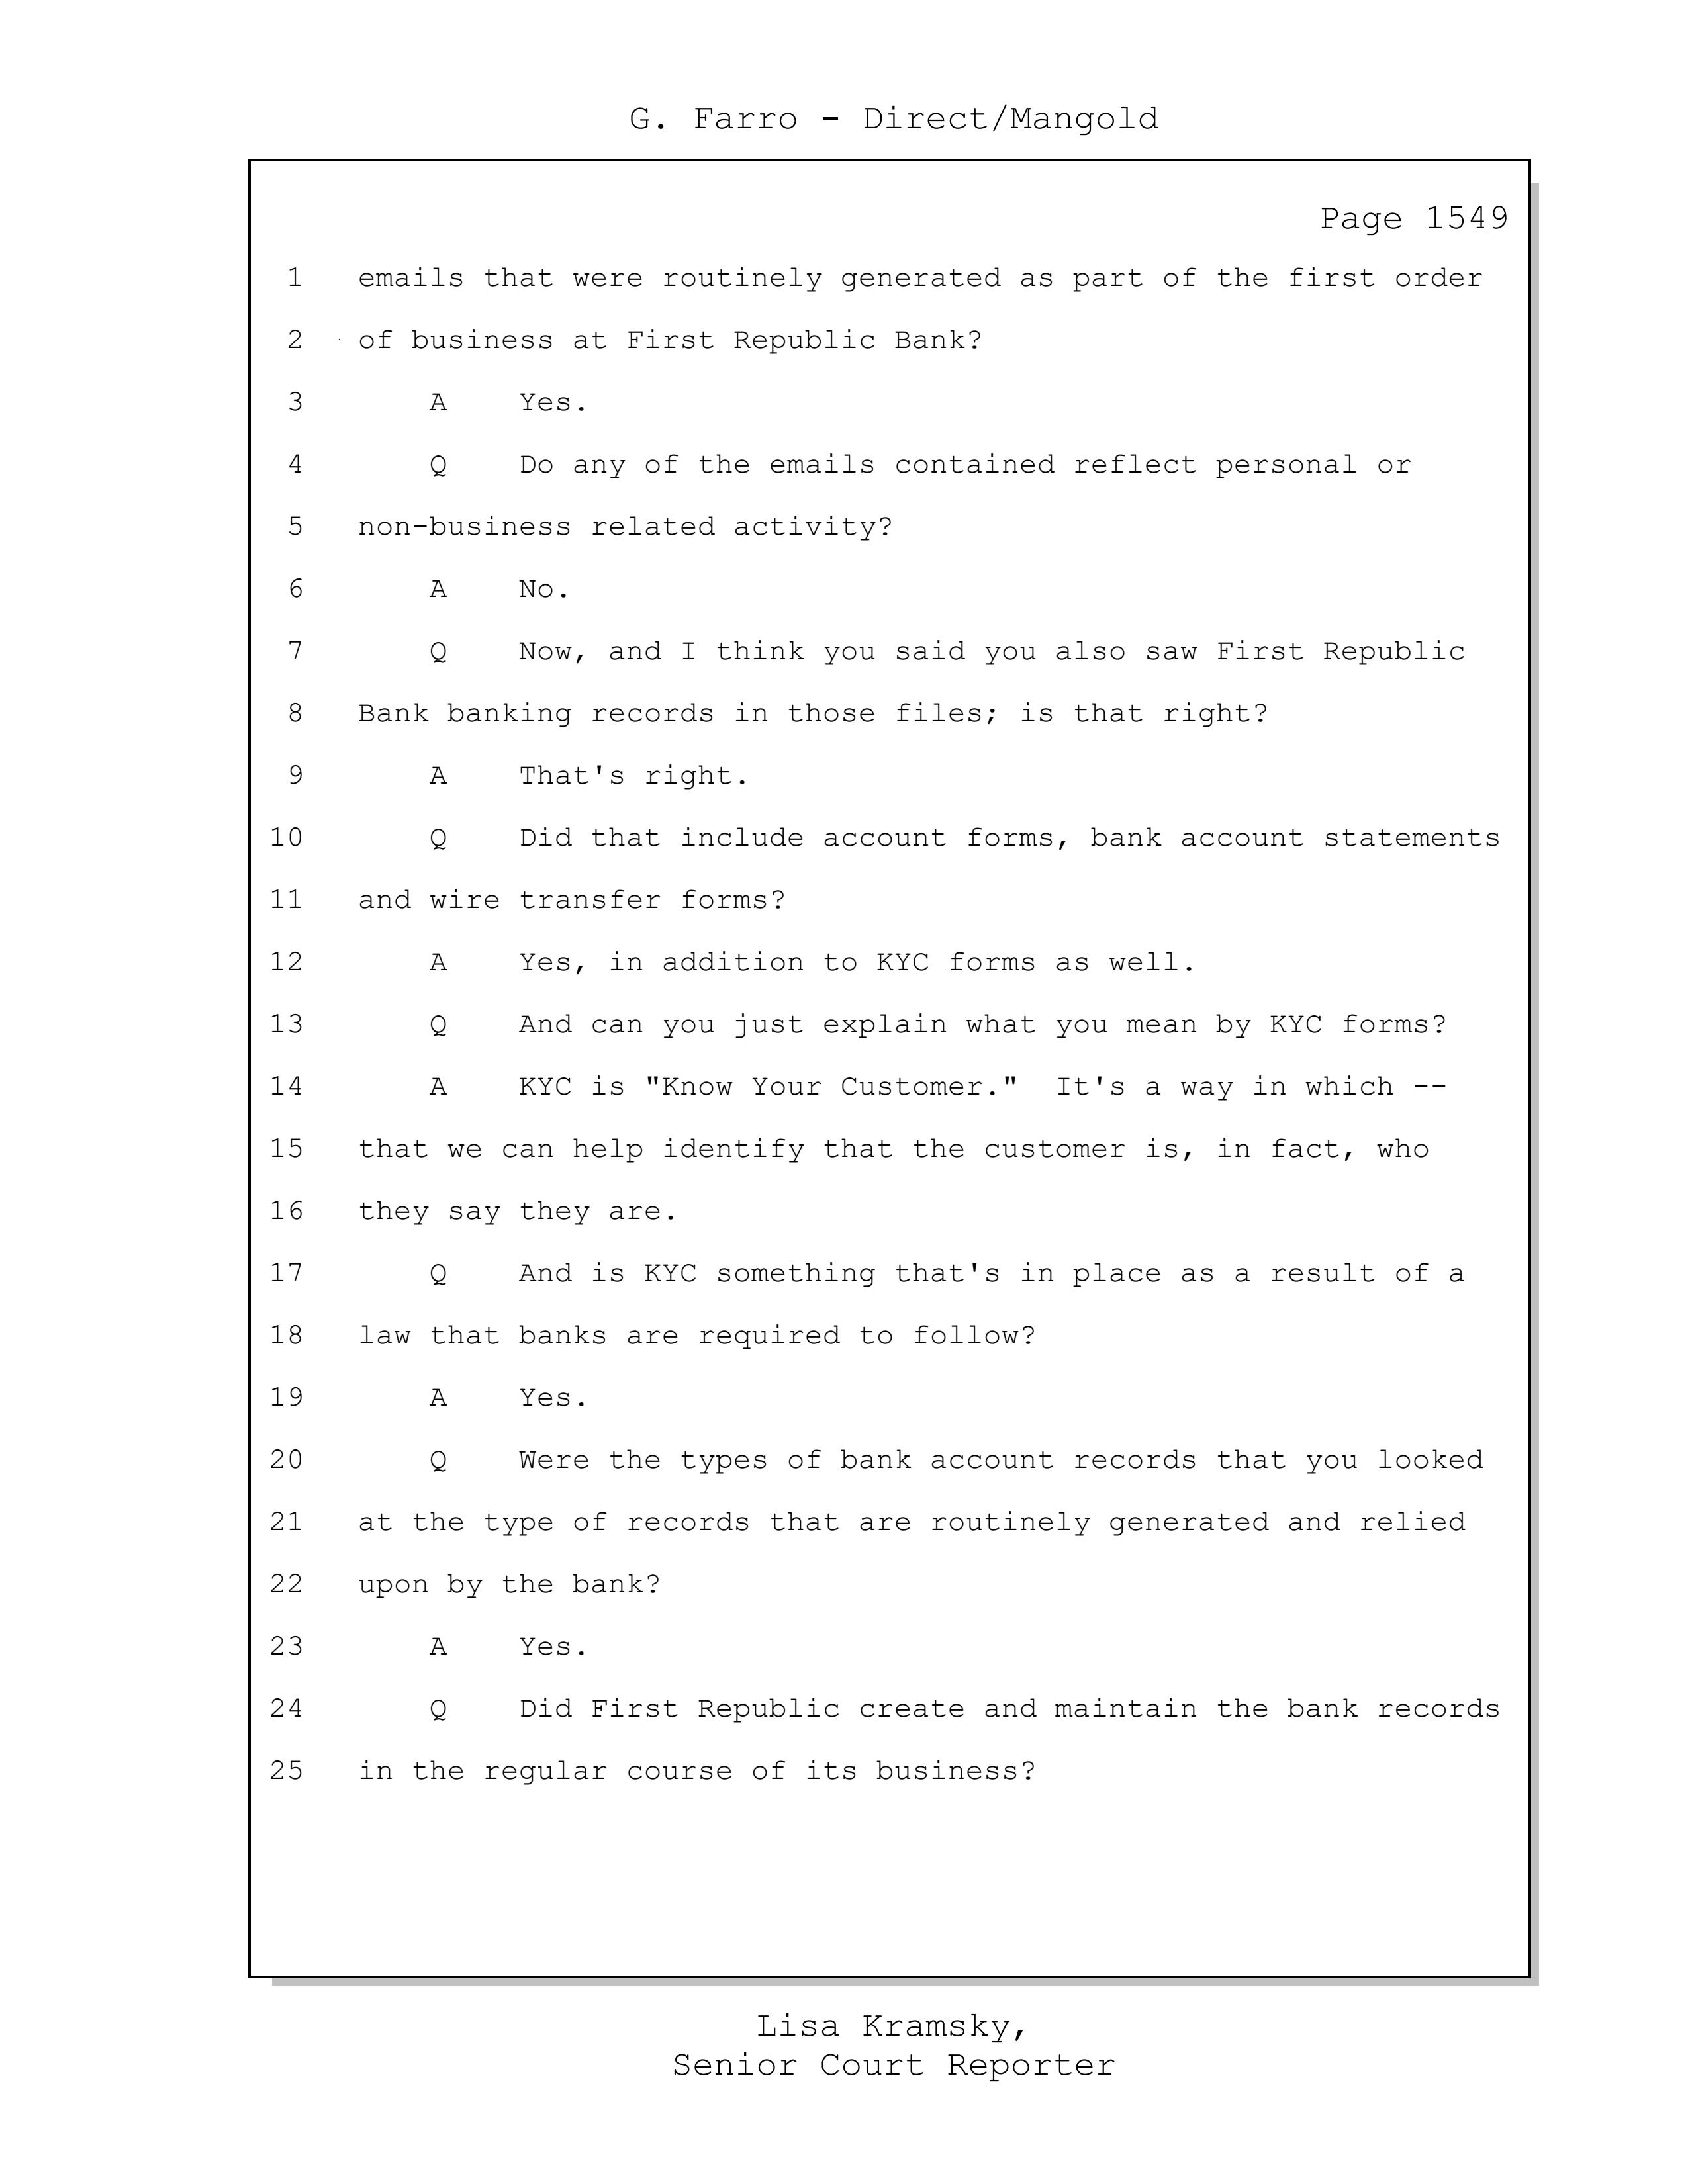 G. Farro - Direct/Mangold
Page 1549
1 emails that were routinely generated as part of the first order
2 of business at First Republic Bank?
3 A Yes.
4 Q Do any of the emails contained reflect personal or
5 non-business related activity?
6 A No.
7 Q Now, and I think you said you also saw First Republic
8 Bank banking records in those files; is that right?
9 A That's right.
10 Q Did that include account forms, bank account statements
11 and wire transfer forms?
12 A Yes, in addition to KYC forms as well.
13 Q And can you just explain what you mean by KYC forms?
14 A KYC is "Know Your Customer." It's a way in which --
15 that we can help identify that the customer is, in fact, who
16 they say they are.
17 Q And is KYC something that's in place as a result of a
18 law that banks are required to follow?
19 A Yes.
20 Q Were the types of bank account records that you looked
21 at the type of records that are routinely generated and relied
22 upon by the bank?
23 A Yes.
24 Q Did First Republic create and maintain the bank records
25 in the regular course of its business?
Lisa Kramsky,
Senior Court Reporter